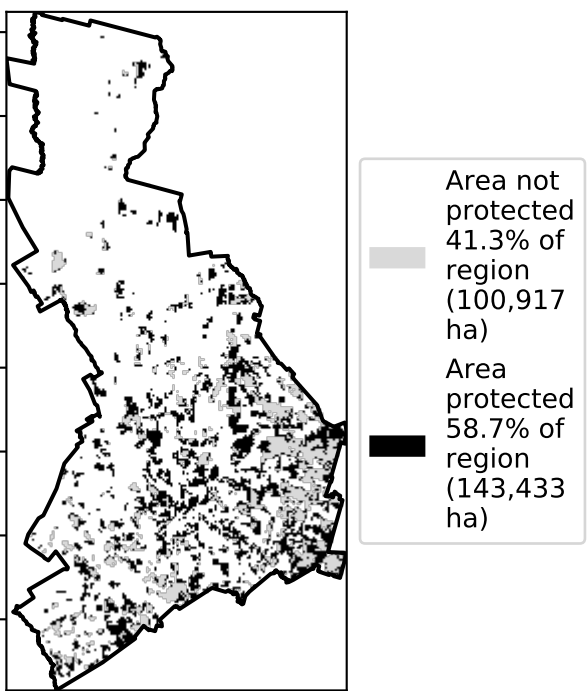 Area not
protected
41.3% of
region
(100,917
ha)
Area
protected
58.7% of
region
(143,433
ha)